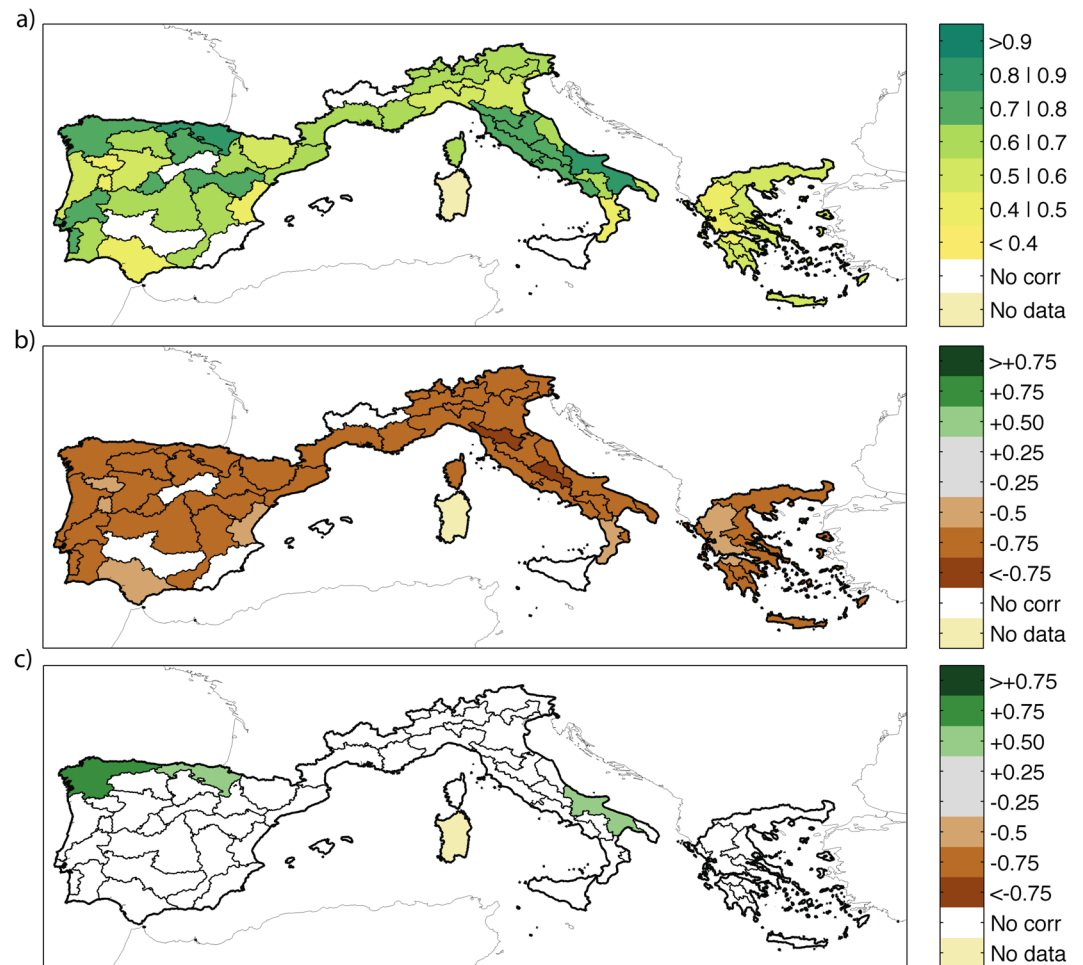 a)
>0.9
0.8 | 0.9
0.7 | 0.8
0.6 | 0.7
0.5 | 0.6
0.4 | 0.5
< 0.4
No corr
No data
b)
>+0.75
+0.75
+0.50
+0.25
-0.25
-0.5
-0.75
<-0.75
No corr
No data
c)
>+0.75
+0.75
+0.50
+0.25
-0.25
-0.5
-0.75
<-0.75
No corr
No data